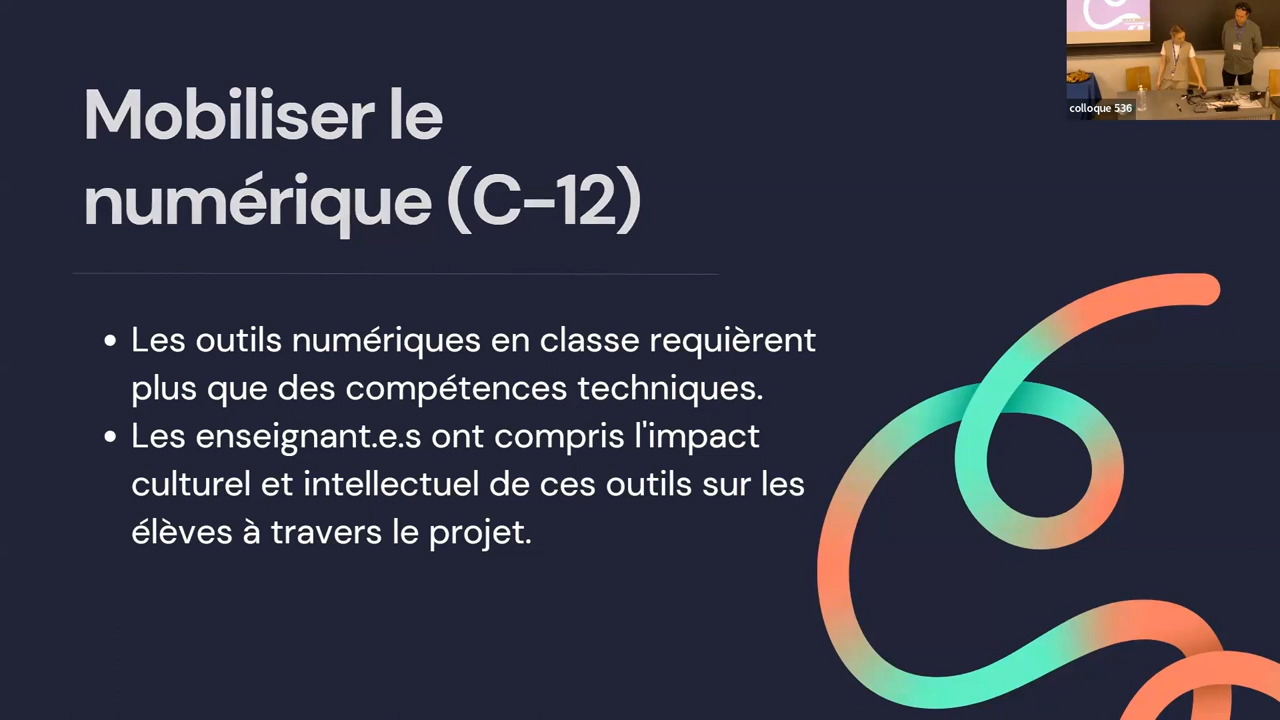 Mobiliser le
numérique (C-12)
Les outils numériques en classe requièrent
plus que des compétences techniques.
Les enseignant.e.s ont compris l'impact
culturel et intellectuel de ces outils sur les
élèves à travers le projet.
colloque 536